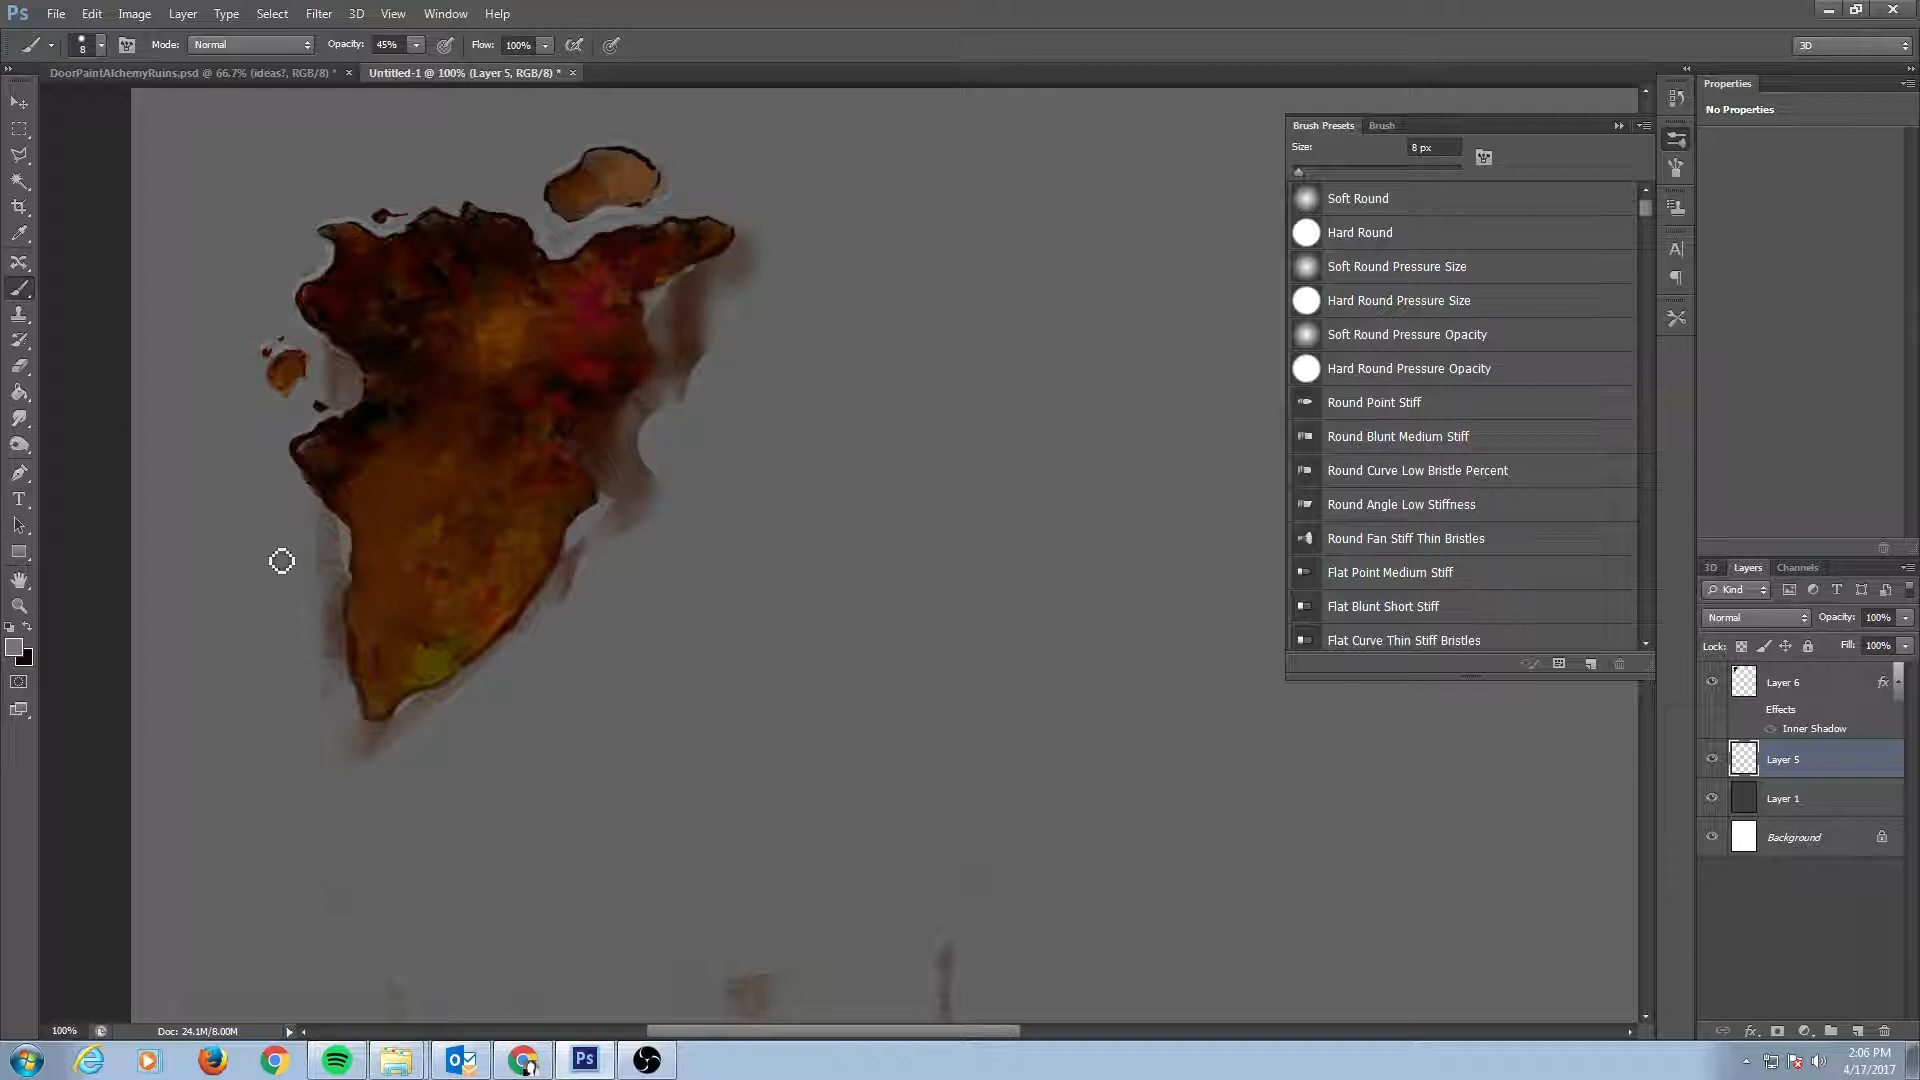 Ps File Edit Image Layer Type Select Filter 3D View Window Help
8 Mode: Normal Opacity: 45% Flow: 100% 3D
DoorPaintAlchemyRuins.psd @ 66.7% (ideas?, RGB/8) * × Untitled-1 @ 100% (Layer 5, RGB/8) * ×
Properties
No Properties
Brush Presets Brush
Size: 8 px
Soft Round
Hard Round
Soft Round Pressure Size
Hard Round Pressure Size
Soft Round Pressure Opacity
Hard Round Pressure Opacity
Round Point Stiff
Round Blunt Medium Stiff
Round Curve Low Bristle Percent
Round Angle Low Stiffness
Round Fan Stiff Thin Bristles
Flat Point Medium Stiff
Flat Blunt Short Stiff
Flat Curve Thin Stiff Bristles
3D Layers Channels
Kind
Normal Opacity: 100%
Lock: Fill: 100%
Layer 6 fx
Effects
Inner Shadow
Layer 5
Layer 1
Background
100% Doc: 24.1M/8.00M
Ps
2:06 PM
4/17/2017